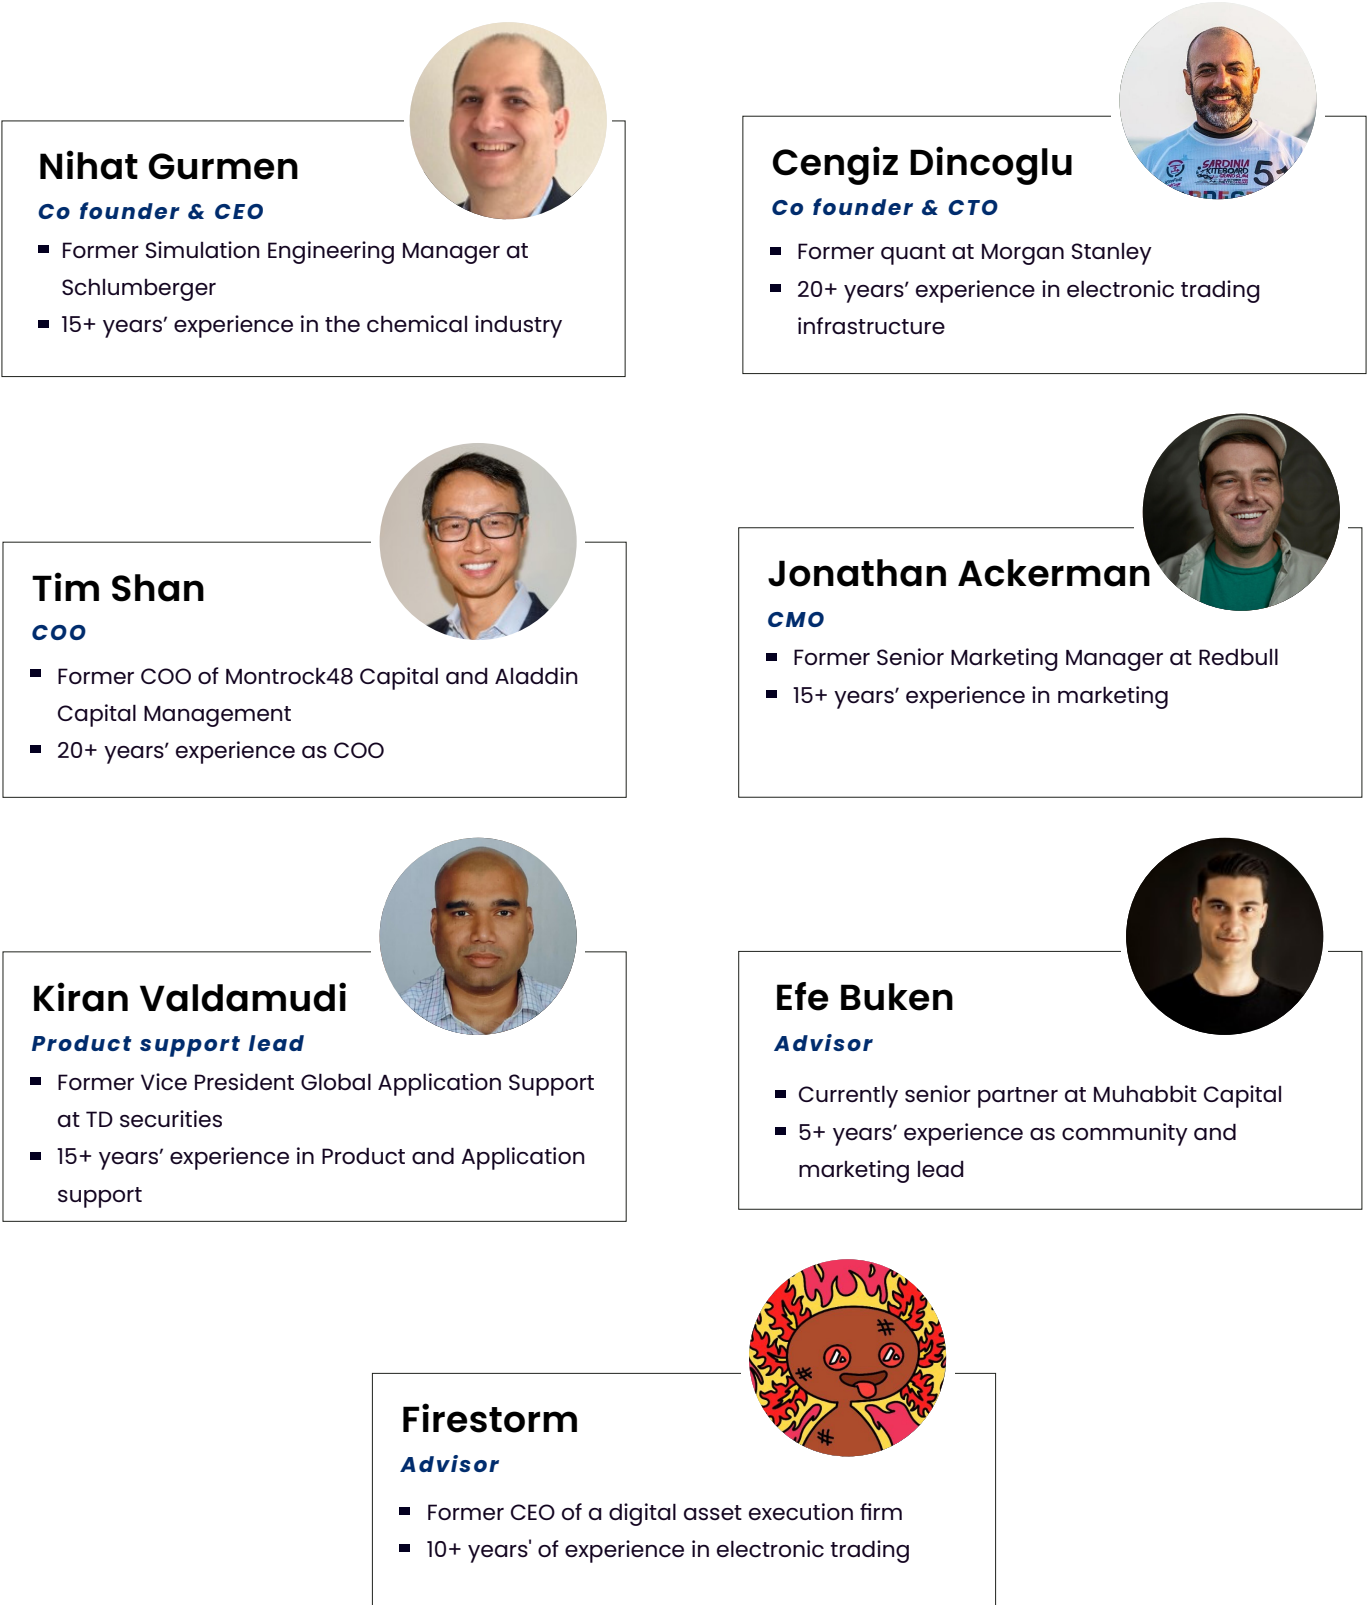 Nihat Gurmen
Co founder & CEO
Former Simulation Engineering Manager at
Schlumberger
15+ years’ experience in the chemical industry
SARDINIA
KITEBOARD
Cengiz Dincoglu
Co founder & CTO
Former quant at Morgan Stanley
20+ years’ experience in electronic trading
infrastructure
Tim Shan
COO
Former COO of Montrock48 Capital and Aladdin
Capital Management
20+ years’ experience as COO
Jonathan Ackerman
CMO
Former Senior Marketing Manager at Redbull
15+ years’ experience in marketing
Kiran Valdamudi
Product support lead
Former Vice President Global Application Support
at TD securities
15+ years’ experience in Product and Application
support
Efe Buken
Advisor
Currently senior partner at Muhabbit Capital
5+ years’ experience as community and
marketing lead
Firestorm
Advisor
Former CEO of a digital asset execution firm
10+ years' of experience in electronic trading